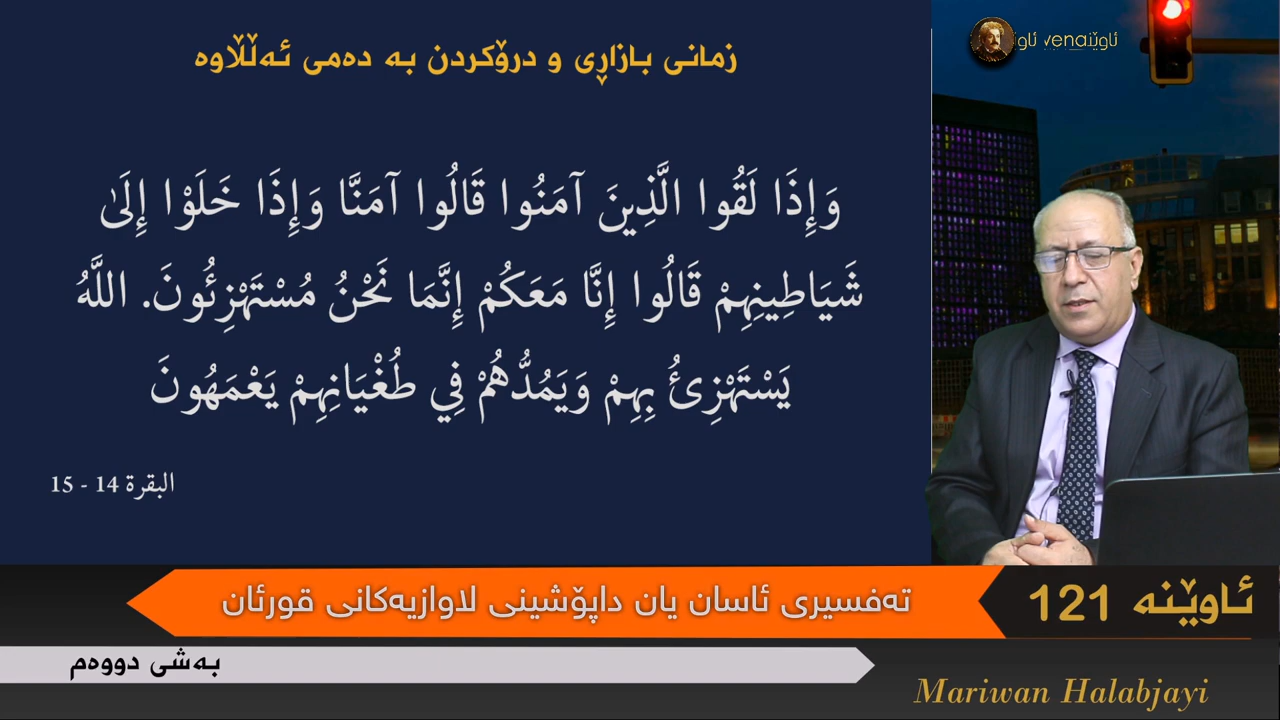 زمانی بازاڕی و درۆکردن بە دەمی ئەڵڵاوە
وَإِذَا لَقُوا الَّذِينَ آمَنُوا قَالُوا آمَنَّا وَإِذَا خَلَوْا إِلَىٰ
شَيَاطِينِهِمْ قَالُوا إِنَّا مَعَكُمْ إِنَّمَا نَحْنُ مُسْتَهْزِئُونَ. اللَّهُ
يَسْتَهْزِئُ بِهِمْ وَيَمُدُّهُمْ فِي طُغْيَانِهِمْ يَعْمَهُونَ
البقرة 14 - 15
ئاوێنە 121
تەفسیری ئاسان یان داپۆشینی لاوازیەکانی قورئان
بەشی دووەم
Mariwan Halabjayi